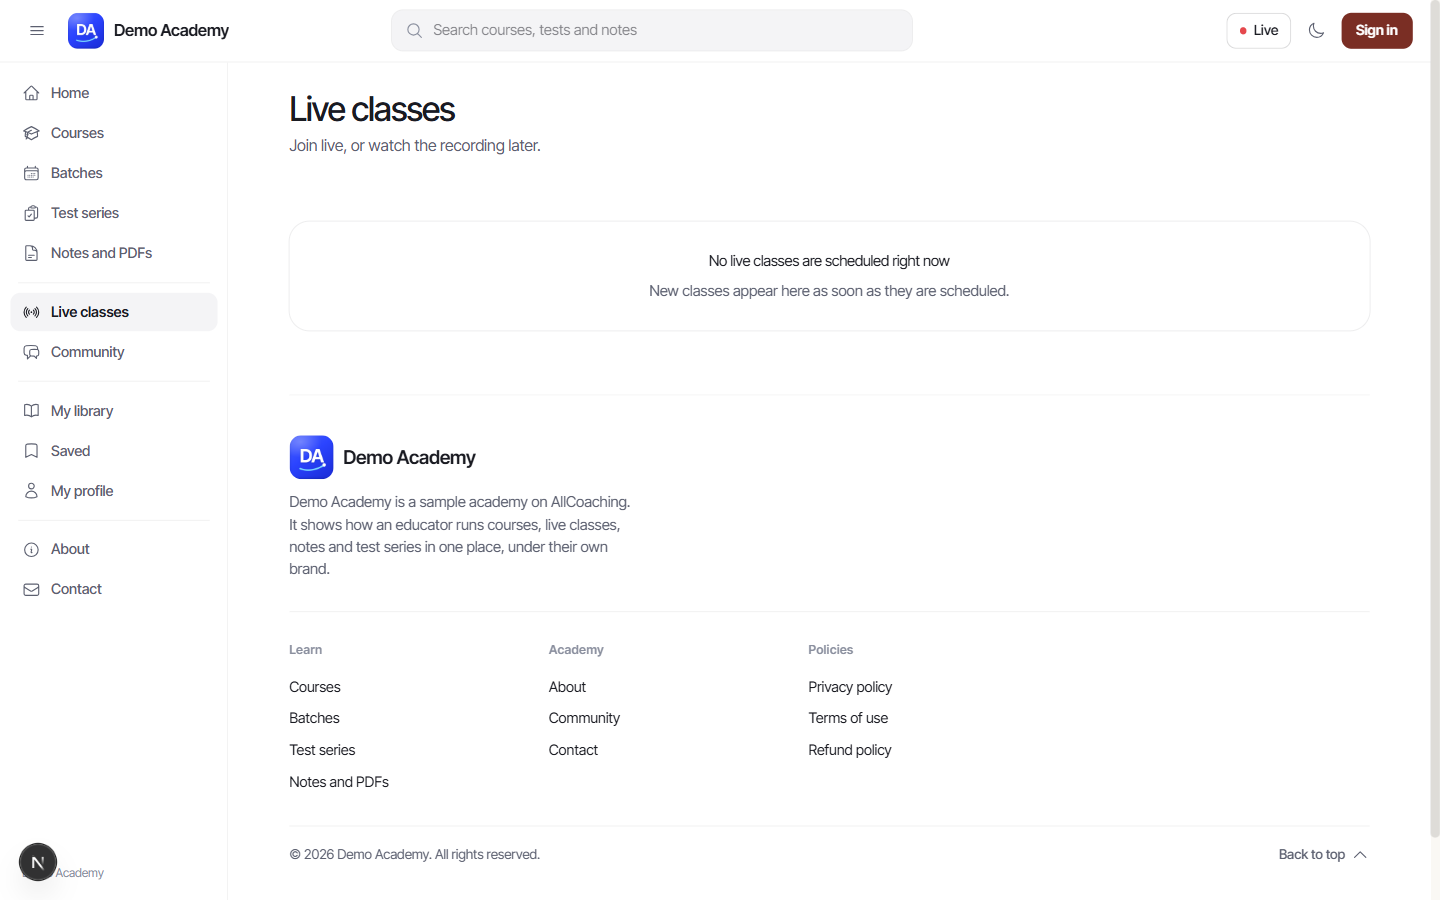 DA
Demo Academy
Search courses, tests and notes
Live
Sign in
Home
Courses
Batches
Test series
Notes and PDFs
Live classes
Community
My library
Saved
My profile
About
Contact
N
Academy
Live classes
Join live, or watch the recording later.
No live classes are scheduled right now
New classes appear here as soon as they are scheduled.
DA
Demo Academy
Demo Academy is a sample academy on AllCoaching.
It shows how an educator runs courses, live classes,
notes and test series in one place, under their own
brand.
Learn
Courses
Batches
Test series
Notes and PDFs
Academy
About
Community
Contact
Policies
Privacy policy
Terms of use
Refund policy
© 2026 Demo Academy. All rights reserved.
Back to top